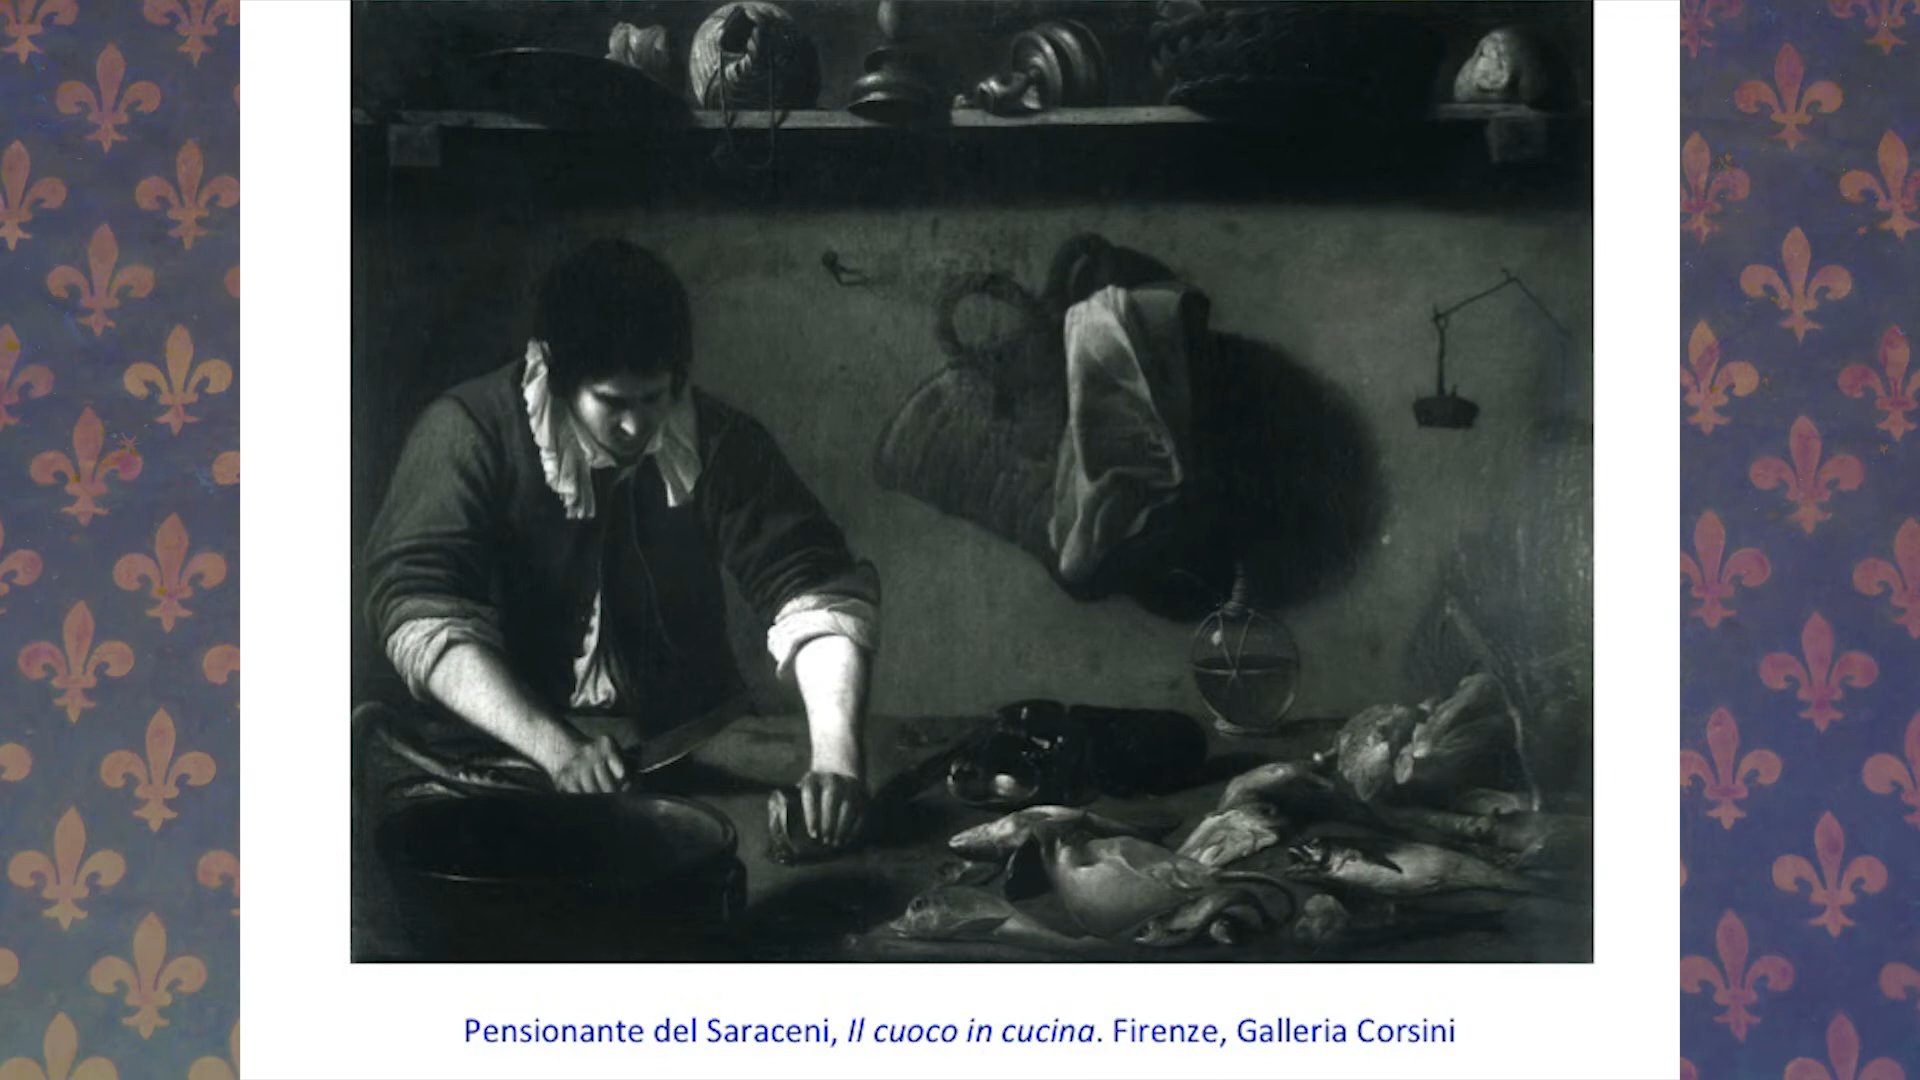 Pensionante del Saraceni, Il cuoco in cucina. Firenze, Galleria Corsini